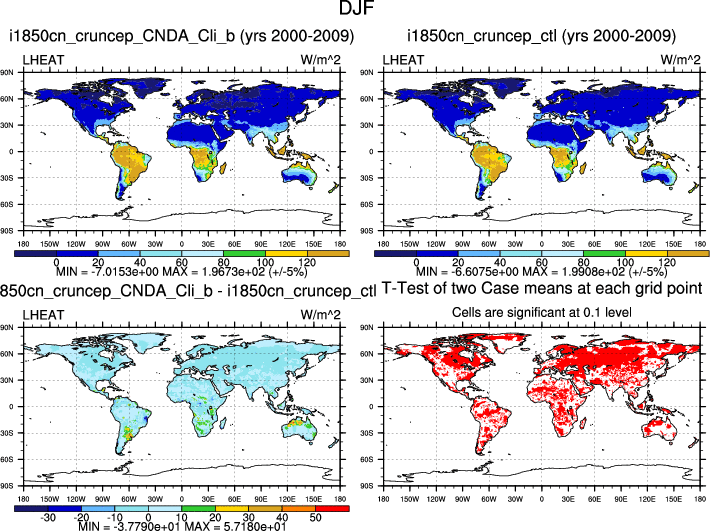 DJF
i1850cn_cruncep_CNDA_Cli_b (yrs 2000-2009)
LHEAT W/m^2
90N
60N
30N
0
30S
60S
90S
180 150W 120W 90W 60W 30W 0 30E 60E 90E 120E 150E 180
0 20 40 60 80 100 120
MIN = -7.0153e+00 MAX = 1.9673e+02 (+/-5%)
i1850cn_cruncep_ctl (yrs 2000-2009)
LHEAT W/m^2
90N
60N
30N
0
30S
60S
90S
180 150W 120W 90W 60W 30W 0 30E 60E 90E 120E 150E 180
0 20 40 60 80 100 120
MIN = -6.6075e+00 MAX = 1.9908e+02 (+/-5%)
850cn_cruncep_CNDA_Cli_b - i1850cn_cruncep_ctl
LHEAT W/m^2
90N
60N
30N
0
30S
60S
90S
180 150W 120W 90W 60W 30W 0 30E 60E 90E 120E 150E 180
-30 -20 -10 0 10 20 30 40 50
MIN = -3.7790e+01 MAX = 5.7180e+01
T-Test of two Case means at each grid point
Cells are significant at 0.1 level
90N
60N
30N
0
30S
60S
90S
180 150W 120W 90W 60W 30W 0 30E 60E 90E 120E 150E 180